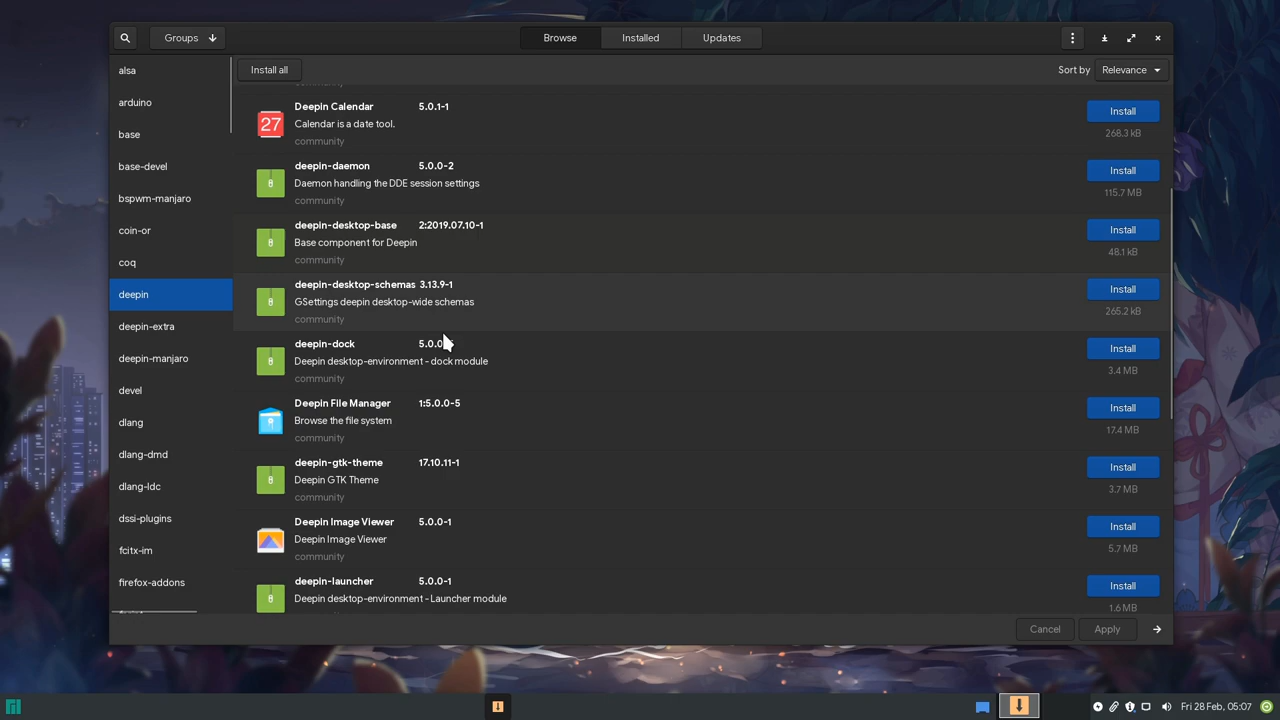 Groups
Browse
Installed
Updates
Install all
Sort by
Relevance
alsa
arduino
base
base-devel
bspwm-manjaro
coin-or
coq
deepin
deepin-extra
deepin-manjaro
devel
dlang
dlang-dmd
dlang-ldc
dssi-plugins
fcitx-im
firefox-addons
community
27
Deepin Calendar 5.0.1-1
Calendar is a date tool.
community
Install
268.3 kB
deepin-daemon 5.0.0-2
Daemon handling the DDE session settings
community
Install
115.7 MB
deepin-desktop-base 2:2019.07.10-1
Base component for Deepin
community
Install
48.1 kB
deepin-desktop-schemas 3.13.9-1
GSettings deepin desktop-wide schemas
community
Install
265.2 kB
deepin-dock
Deepin desktop-environment - dock module
community
Install
3.4 MB
Deepin File Manager 1:5.0.0-5
Browse the file system
community
Install
17.4 MB
deepin-gtk-theme 17.10.11-1
Deepin GTK Theme
community
Install
3.7 MB
Deepin Image Viewer 5.0.0-1
Deepin Image Viewer
community
Install
5.7 MB
deepin-launcher 5.0.0-1
Deepin desktop-environment - Launcher module
Install
1.6 MB
Cancel
Apply
Fri 28 Feb, 05:07